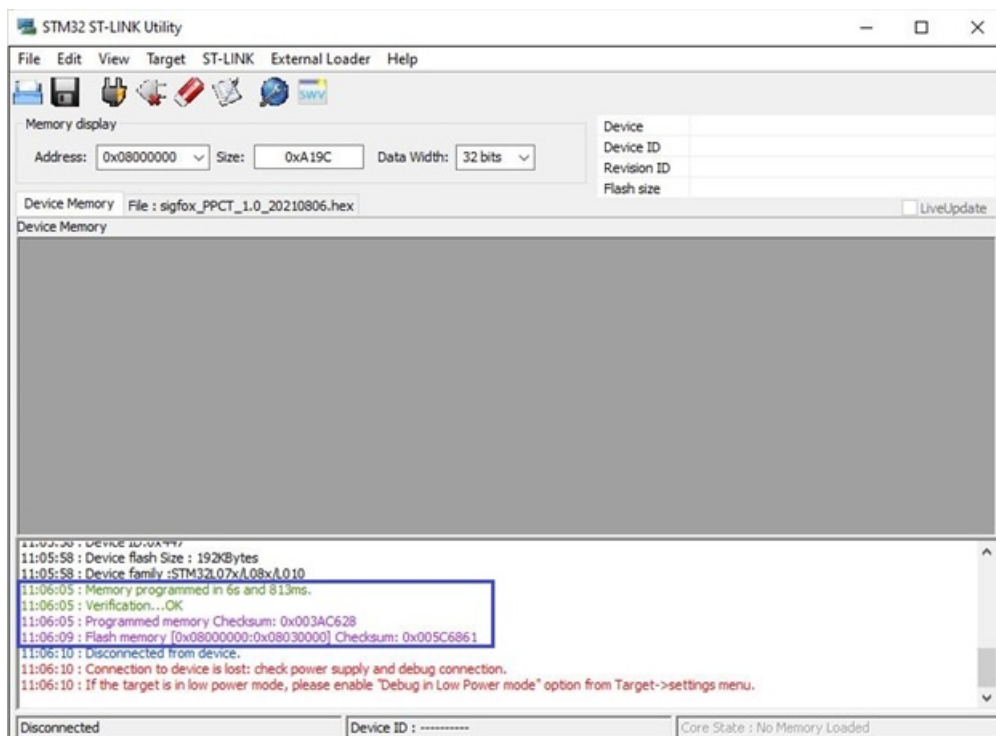 STM32 ST-LINK Utility
File Edit View Target ST-LINK External Loader Help
SWV
Memory display
Address: 0x08000000 Size: 0xA19C Data Width: 32 bits
Device
Device ID
Revision ID
Flash size
Device Memory File : sigfox_PPCT_1.0_20210806.hex
LiveUpdate
Device Memory
11:05:58 : Device ID:0x447
11:05:58 : Device flash Size : 192KBytes
11:05:58 : Device family :STM32L07x/L08x/L010
11:06:05 : Memory programmed in 6s and 813ms.
11:06:05 : Verification...OK
11:06:05 : Programmed memory Checksum: 0x003AC628
11:06:09 : Flash memory [0x08000000:0x08030000] Checksum: 0x005C6861
11:06:10 : Disconnected from device.
11:06:10 : Connection to device is lost: check power supply and debug connection.
11:06:10 : If the target is in low power mode, please enable "Debug in Low Power mode" option from Target->settings menu.
Disconnected Device ID : ---------- Core State : No Memory Loaded